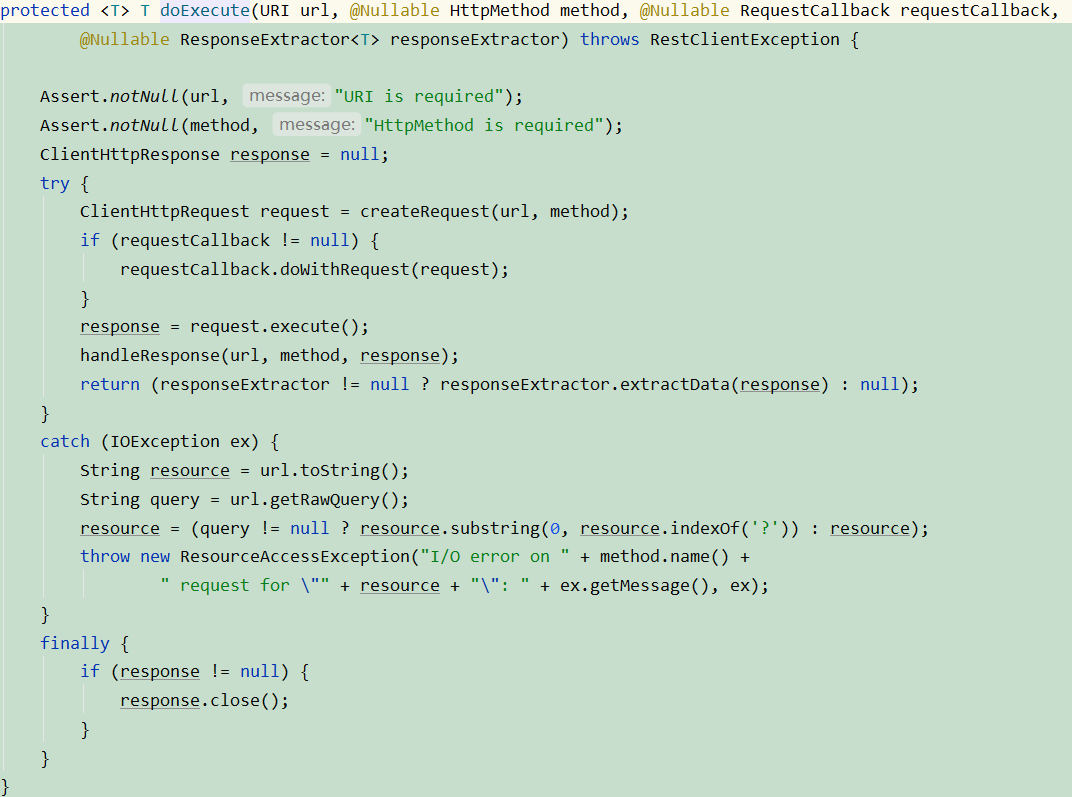 protected <T> T doExecute(URI url, @Nullable HttpMethod method, @Nullable RequestCallback requestCallback,
        @Nullable ResponseExtractor<T> responseExtractor) throws RestClientException {

    Assert.notNull(url, message: "URI is required");
    Assert.notNull(method, message: "HttpMethod is required");
    ClientHttpResponse response = null;
    try {
        ClientHttpRequest request = createRequest(url, method);
        if (requestCallback != null) {
            requestCallback.doWithRequest(request);
        }
        response = request.execute();
        handleResponse(url, method, response);
        return (responseExtractor != null ? responseExtractor.extractData(response) : null);
    }
    catch (IOException ex) {
        String resource = url.toString();
        String query = url.getRawQuery();
        resource = (query != null ? resource.substring(0, resource.indexOf('?')) : resource);
        throw new ResourceAccessException("I/O error on " + method.name() +
                " request for \"" + resource + "\": " + ex.getMessage(), ex);
    }
    finally {
        if (response != null) {
            response.close();
        }
    }
}